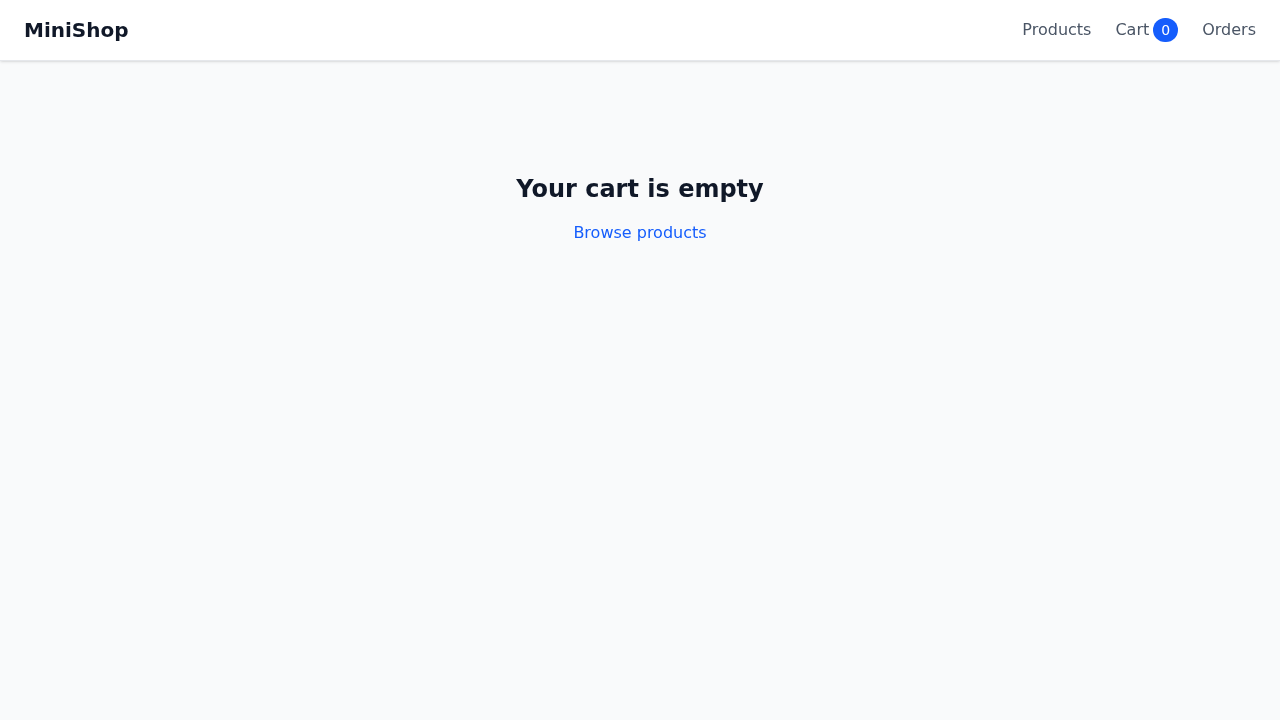 MiniShop
Products Cart 0 Orders
Your cart is empty
Browse products